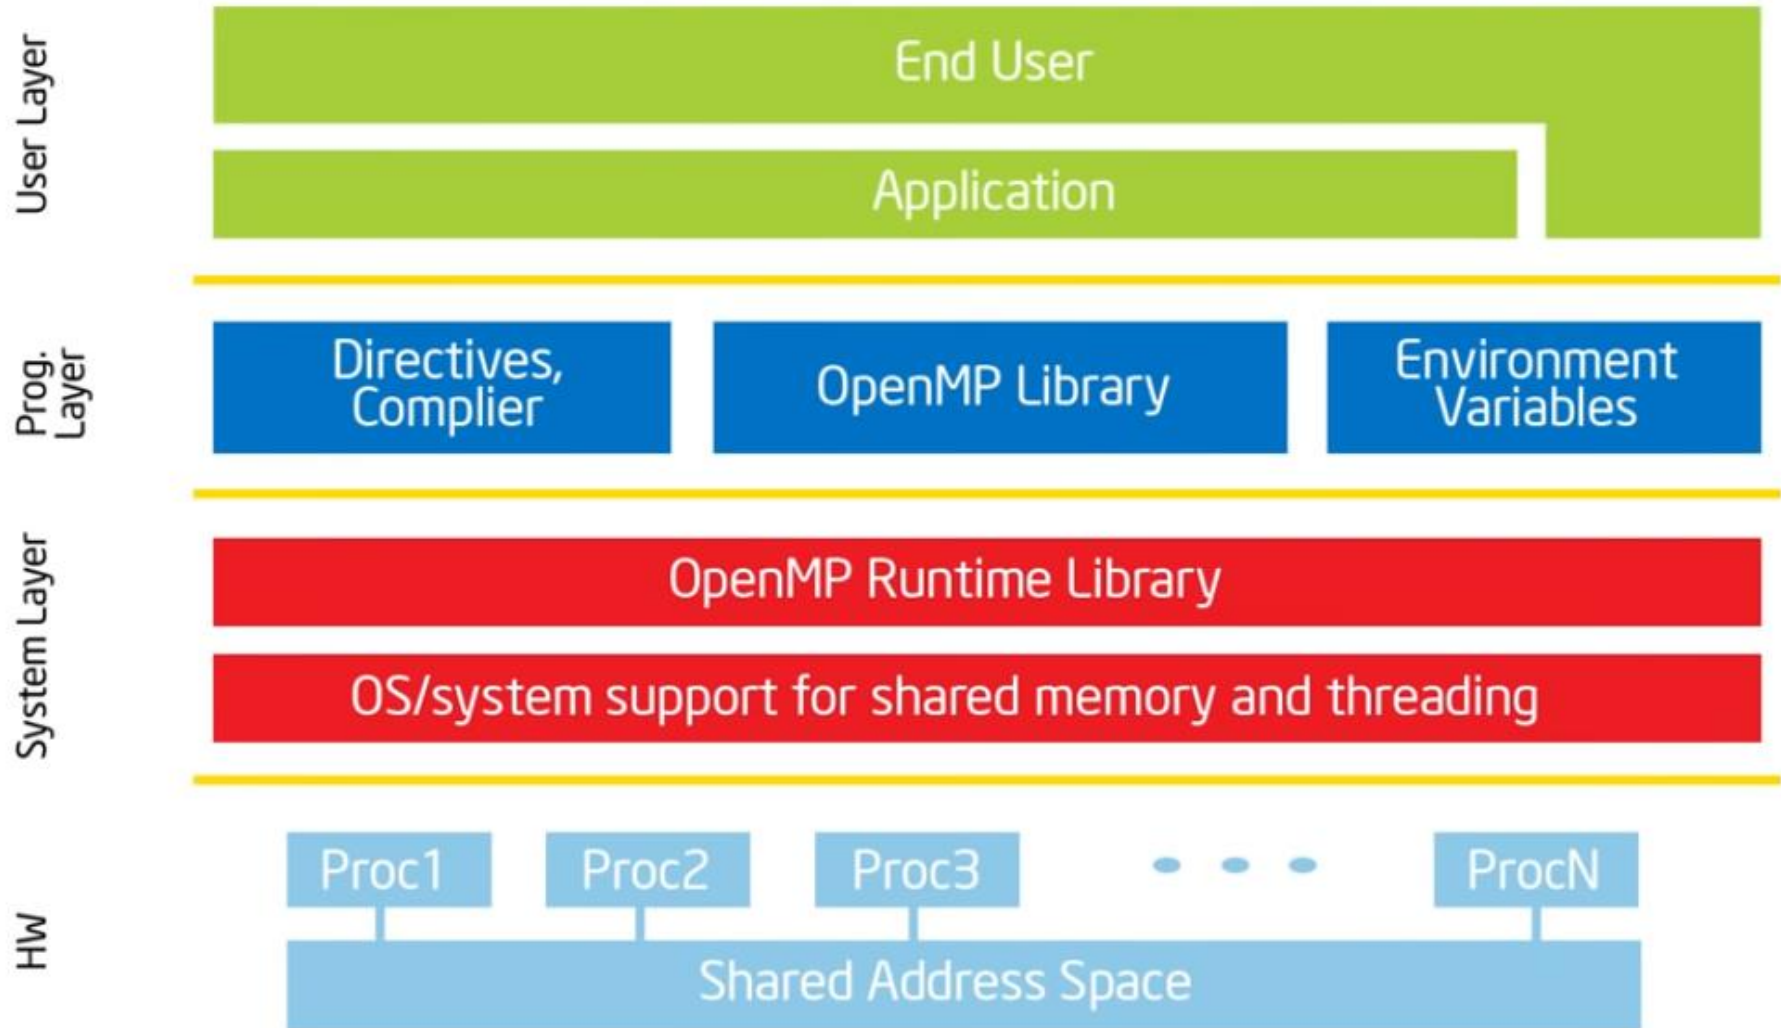 User Layer
End User
Application
Prog.
Layer
Directives,
Complier
OpenMP Library
Environment
Variables
System Layer
OpenMP Runtime Library
OS/system support for shared memory and threading
HW
Proc1
Proc2
Proc3
ProcN
Shared Address Space